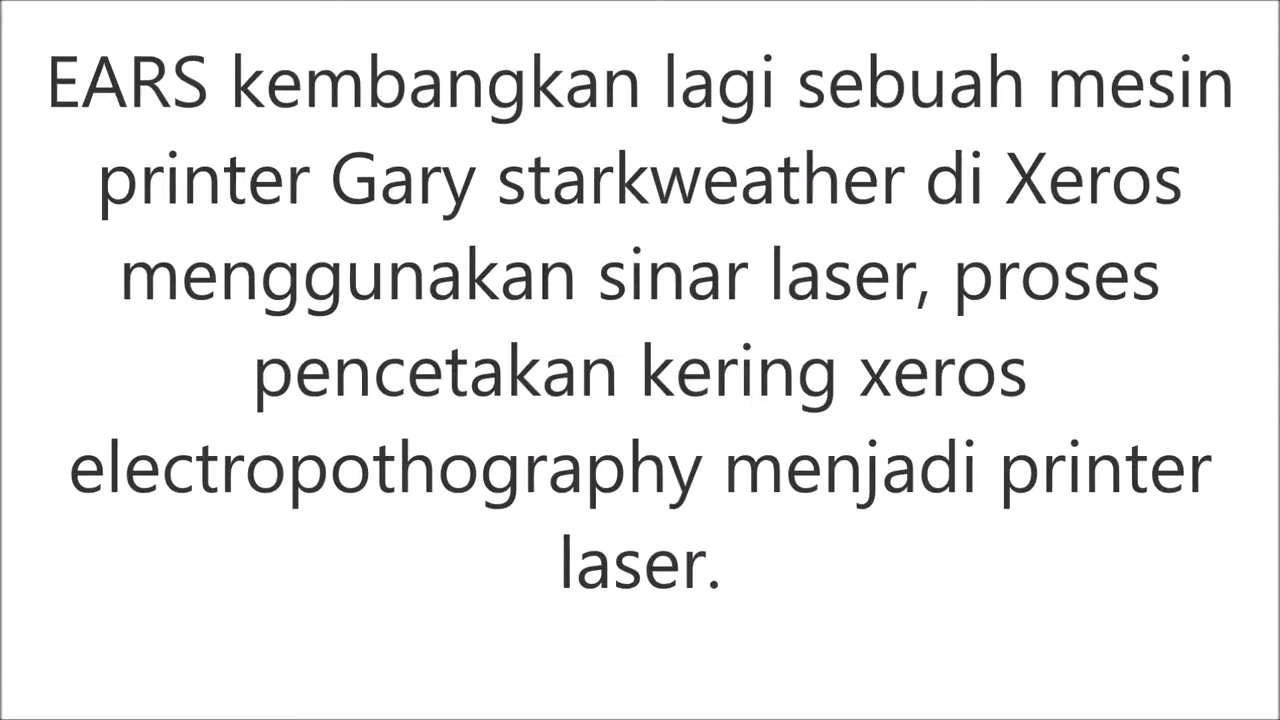 EARS kembangkan lagi sebuah mesin
printer Gary starkweather di Xeros
menggunakan sinar laser, proses
pencetakan kering xeros
electropothography menjadi printer
laser.